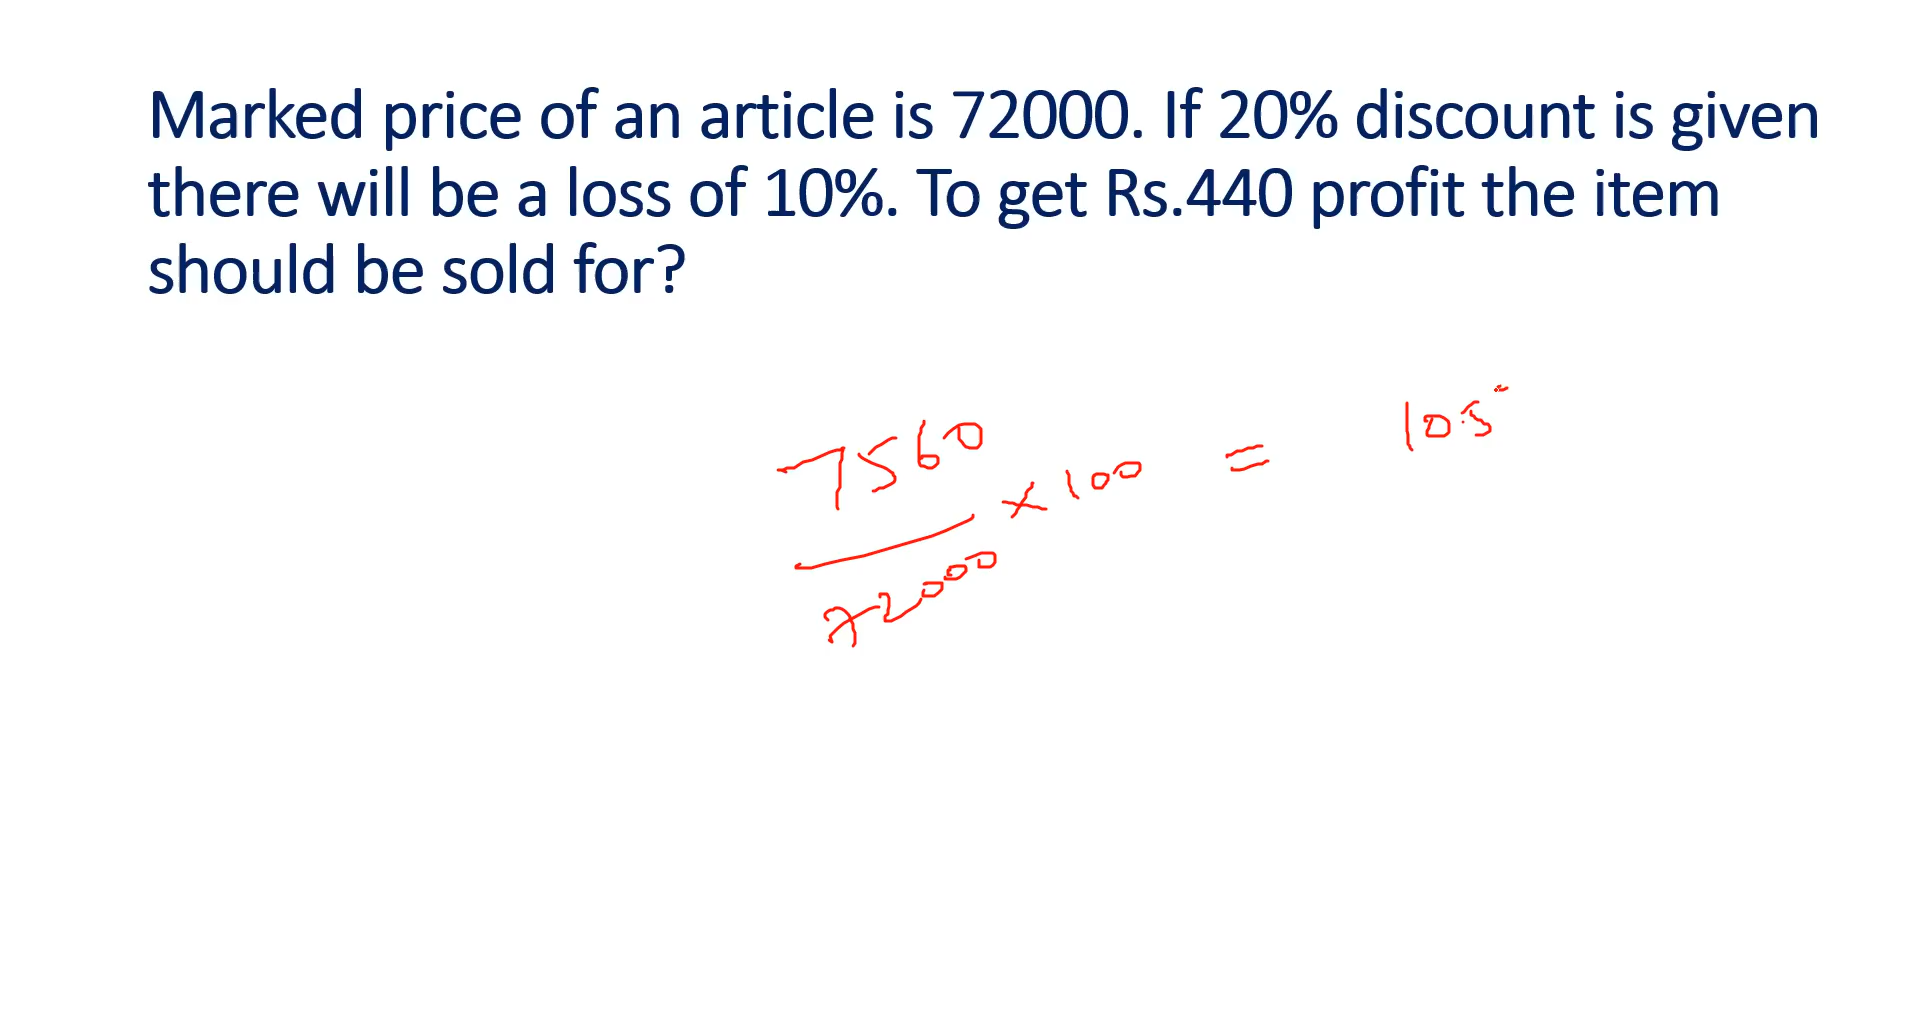 Marked price of an article is 72000. If 20% discount is given
there will be a loss of 10%. To get Rs.440 profit the item
should be sold for?
7560
× 100 = 10.5
72000